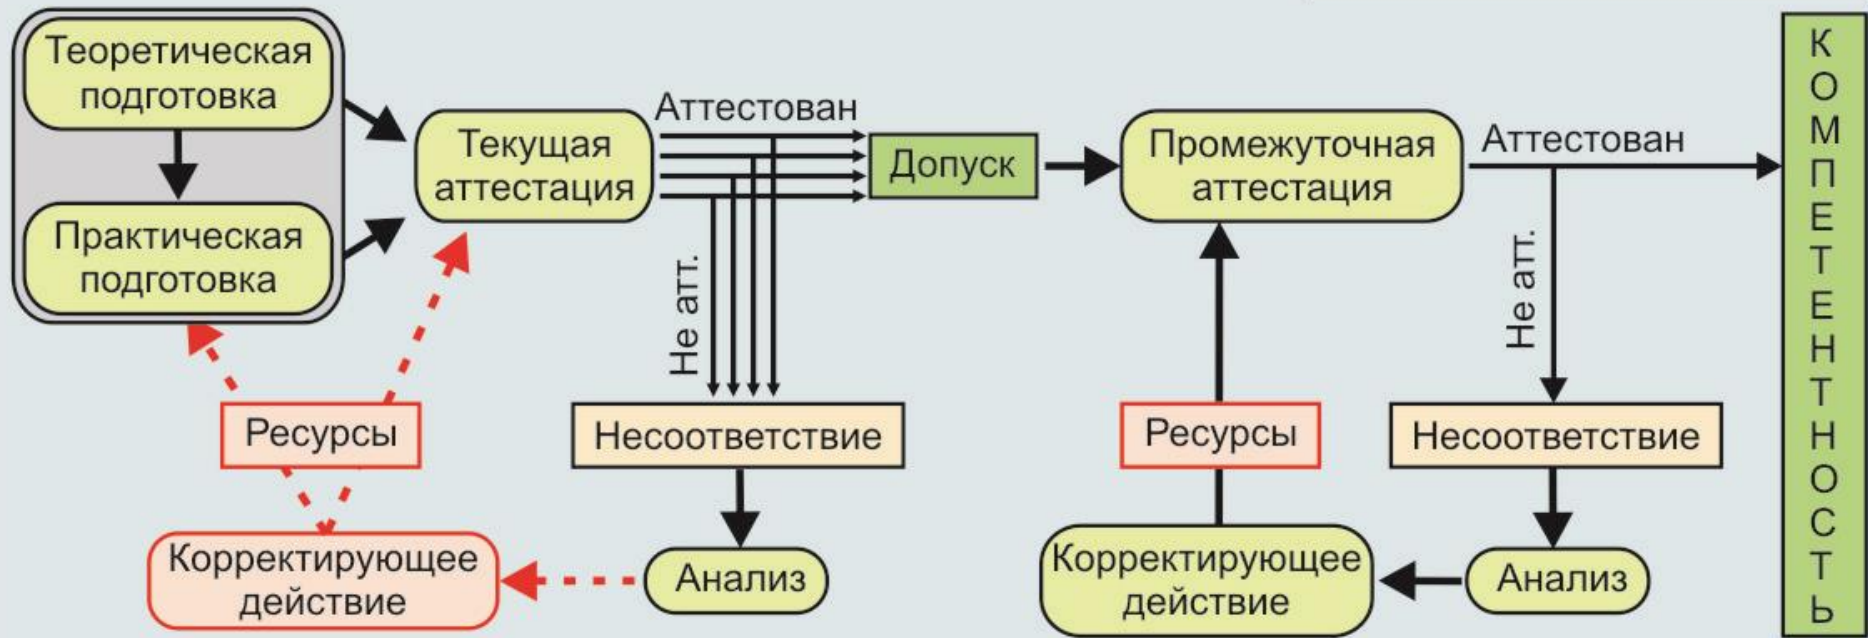 Теоретическая
подготовка
Практическая
подготовка
Текущая
аттестация
Аттестован
Не атт.
Допуск
Промежуточная
аттестация
Аттестован
Не атт.
КОМПЕТЕНТНОСТЬ
Ресурсы
Несоответствие
Ресурсы
Несоответствие
Корректирующее
действие
Анализ
Корректирующее
действие
Анализ